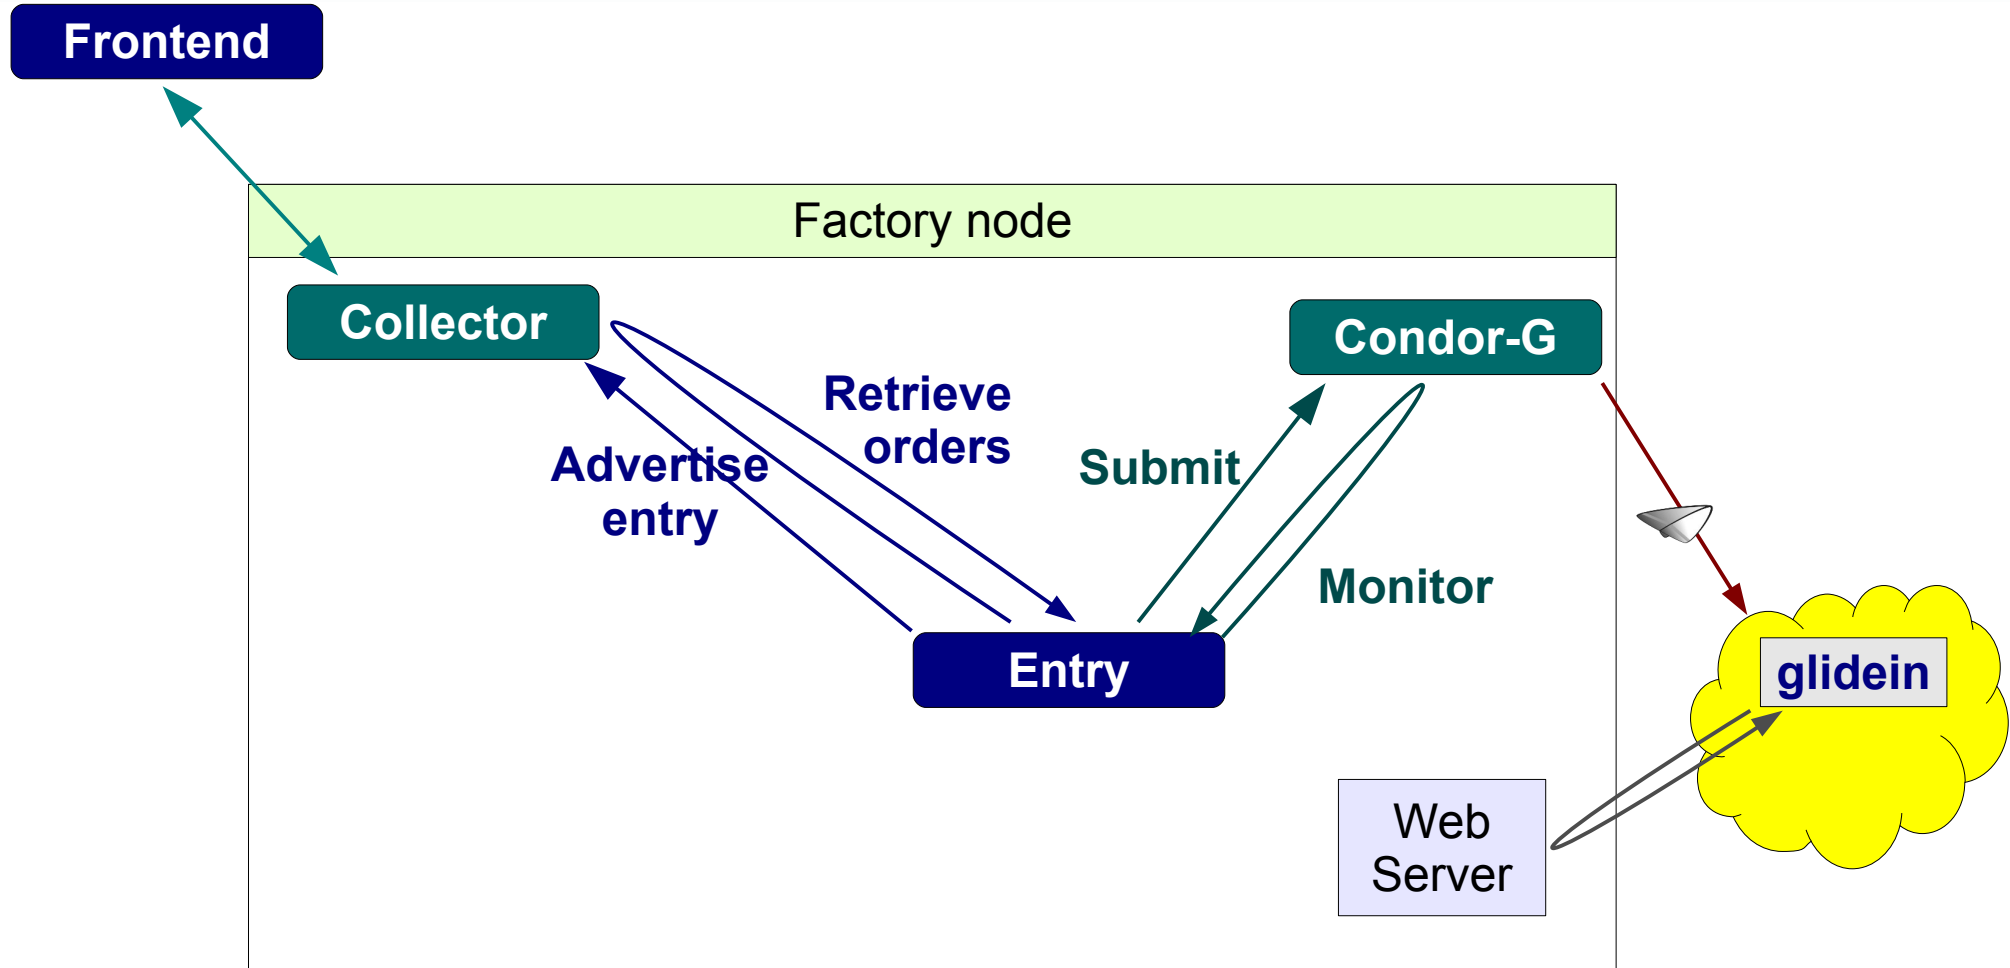 Frontend
Factory node
Collector
Condor-G
Retrieve
orders
Advertise
entry
Submit
Monitor
Entry
glidein
Web
Server